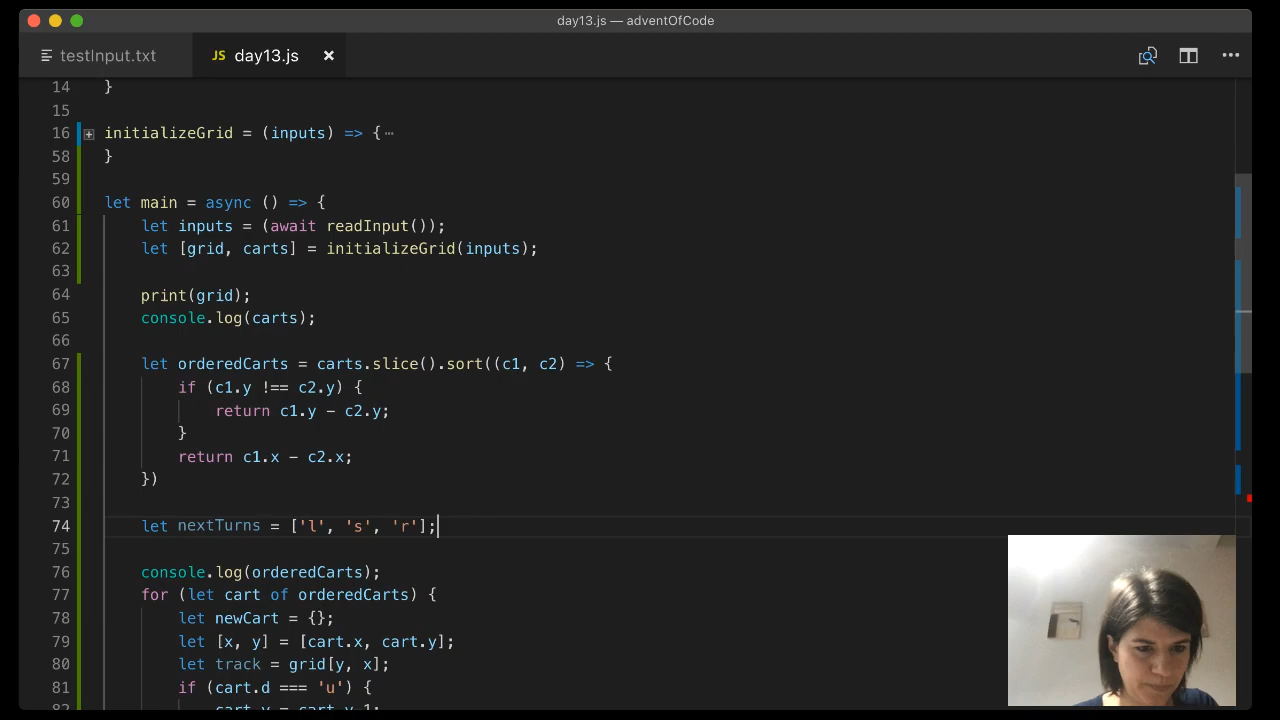 day13.js — adventOfCode
testInput.txt
JS day13.js ×
14 }
15
16 initializeGrid = (inputs) => {…
58 }
59
60 let main = async () => {
61 let inputs = (await readInput());
62 let [grid, carts] = initializeGrid(inputs);
63
64 print(grid);
65 console.log(carts);
66
67 let orderedCarts = carts.slice().sort((c1, c2) => {
68 if (c1.y !== c2.y) {
69 return c1.y - c2.y;
70 }
71 return c1.x - c2.x;
72 })
73
74 let nextTurns = ['l', 's', 'r'];
75
76 console.log(orderedCarts);
77 for (let cart of orderedCarts) {
78 let newCart = {};
79 let [x, y] = [cart.x, cart.y];
80 let track = grid[y, x];
81 if (cart.d === 'u') {